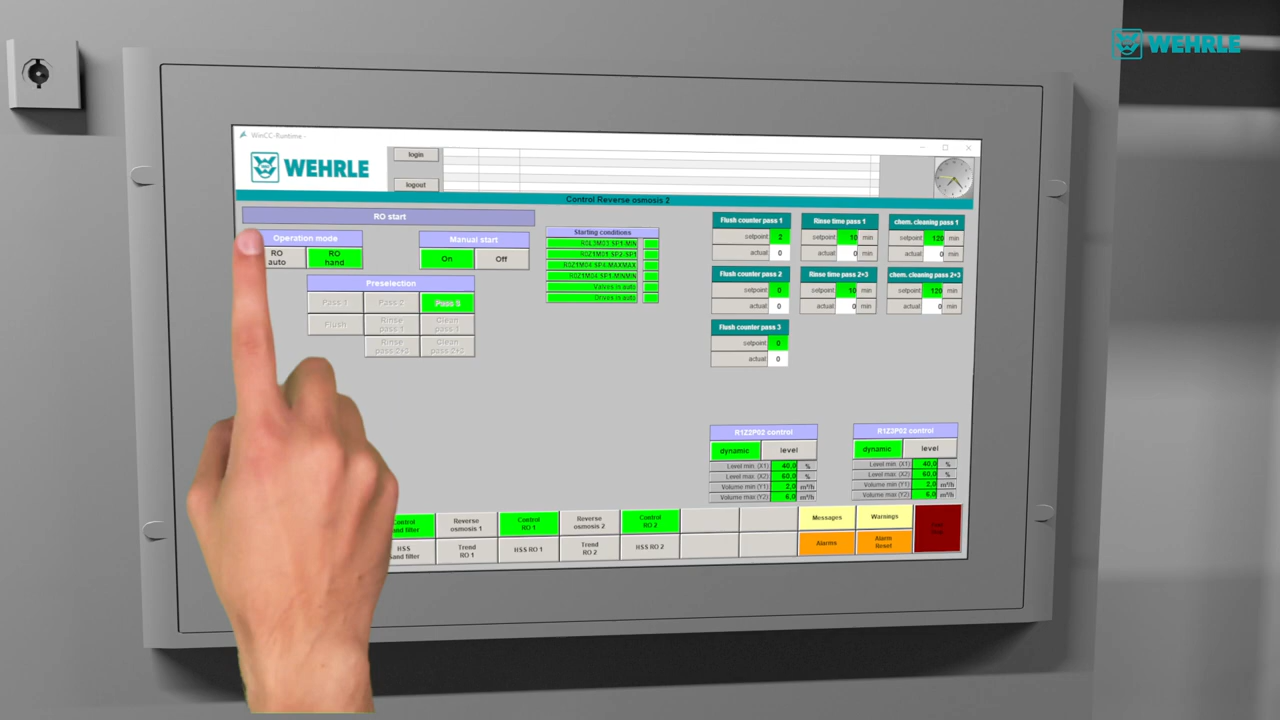 WEHRLE
WinCC-Runtime -
WEHRLE
login
logout
Control Reverse osmosis 2
RO start
Operation mode
RO auto
RO hand
Manual start
On
Off
Preselection
Pass 1
Pass 2
Pass 3
Flush
Rinse pass 1
Clean pass 1
Rinse pass 2+3
Clean pass 2+3
Starting conditions
R0Z1M01.SP2-SP1
Valves in auto
Drives in auto
Flush counter pass 1
setpoint: 2
actual: 0
Rinse time pass 1
setpoint: 10 min
actual: 0 min
chem. cleaning pass 1
setpoint: 120 min
actual: 0 min
Flush counter pass 2
setpoint: 0
actual: 0
Rinse time pass 2+3
setpoint: 10 min
actual: 0 min
chem. cleaning pass 2+3
setpoint: 120 min
actual: 0 min
Flush counter pass 3
setpoint: 0
actual: 0
R1Z2P02 control
dynamic
level
Level min. (X1) 40,0 %
Level max. (X2) 60,0 %
Volume min (Y1) 2,0 m³/h
Volume max (Y2) 6,0 m³/h
control
dynamic
level
Level min. (X1) 40,0 %
Level max. (X2) 60,0 %
Volume min (Y1) 2,0 m³/h
Volume max (Y2) 6,0 m³/h
Control
Reverse osmosis 1
Control RO 1
Reverse osmosis 2
Control RO 2
Messages
Warnings
HSS
Trend RO 1
HSS RO 1
Trend RO 2
HSS RO 2
Alarms
Alarm Reset